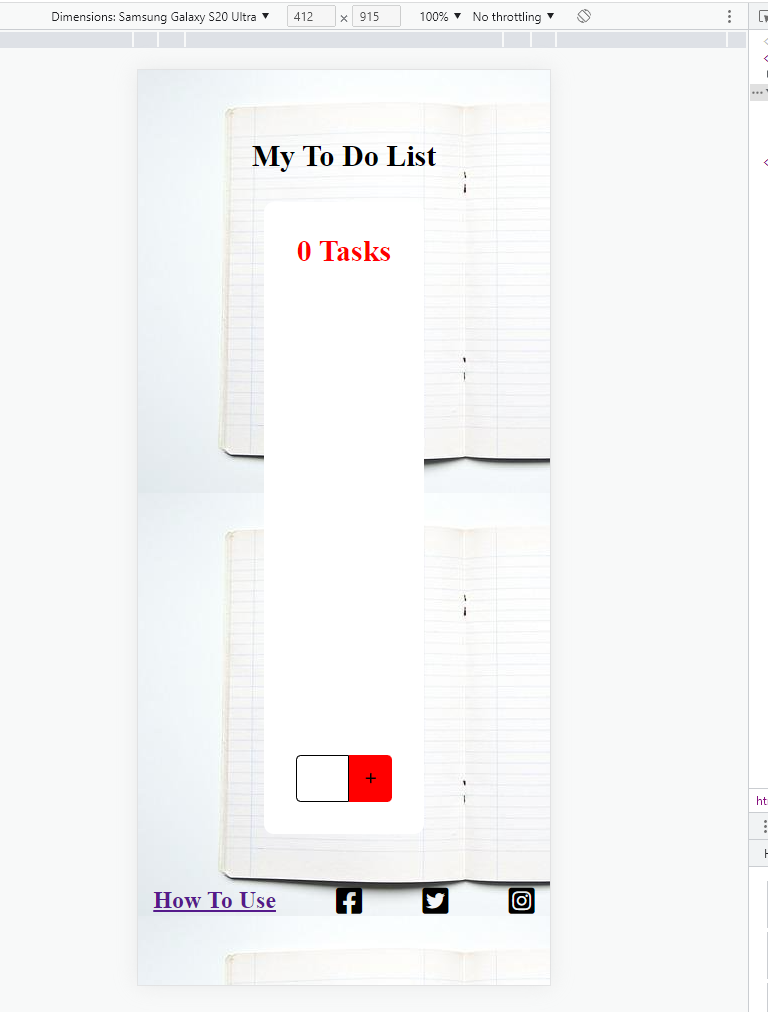 Dimensions: Samsung Galaxy S20 Ultra ▼ 412 × 915 100% ▼ No throttling ▼
My To Do List
0 Tasks
+
How To Use